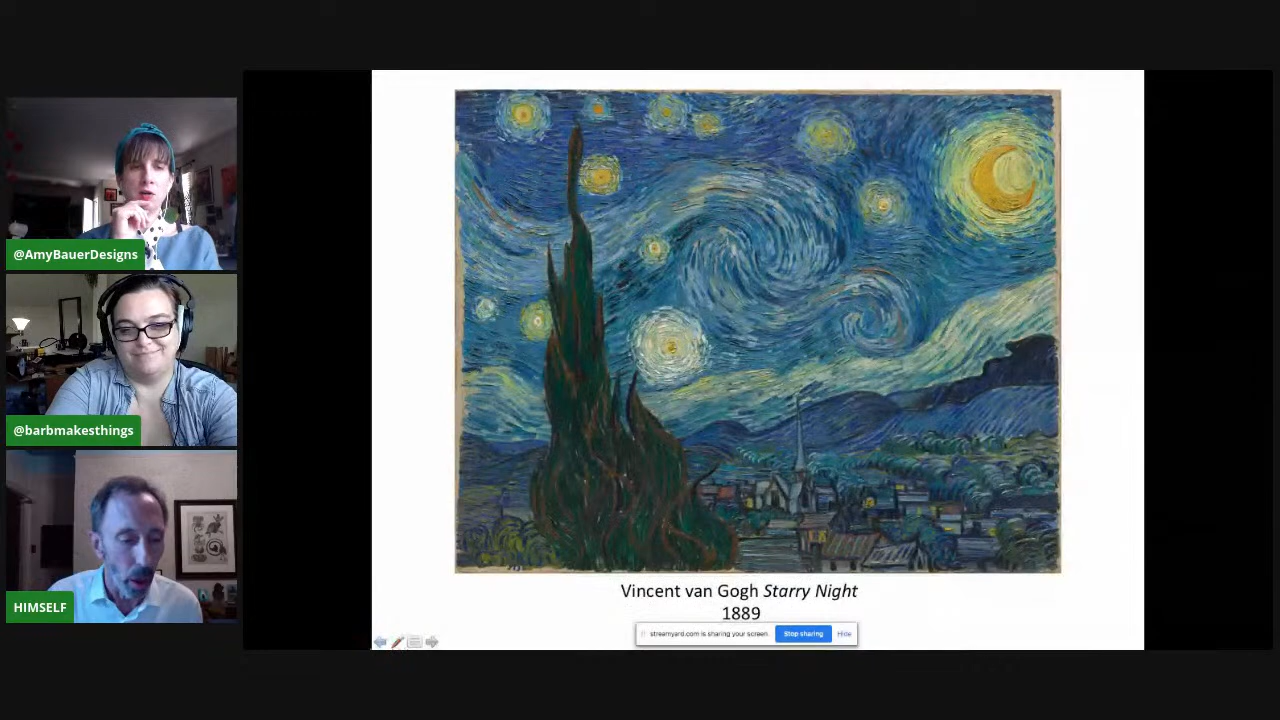 @AmyBauerDesigns
@barbmakesthings
HIMSELF
Vincent van Gogh Starry Night
1889
streamyard.com is sharing your screen.
Stop sharing
Hide